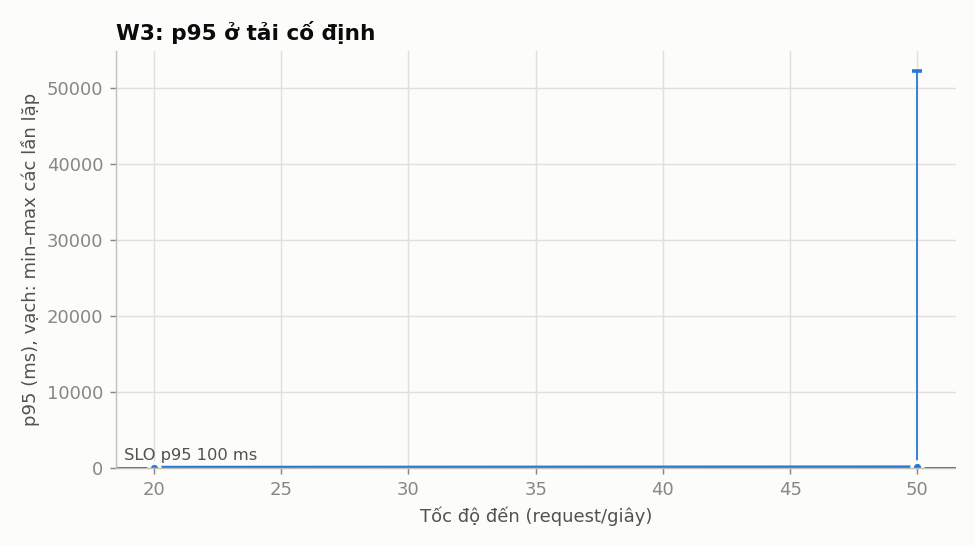 W3: p95 ở tải cố định
p95 (ms), vạch: min–max các lần lặp
50000
40000
30000
20000
10000
0
SLO p95 100 ms
20 25 30 35 40 45 50
Tốc độ đến (request/giây)